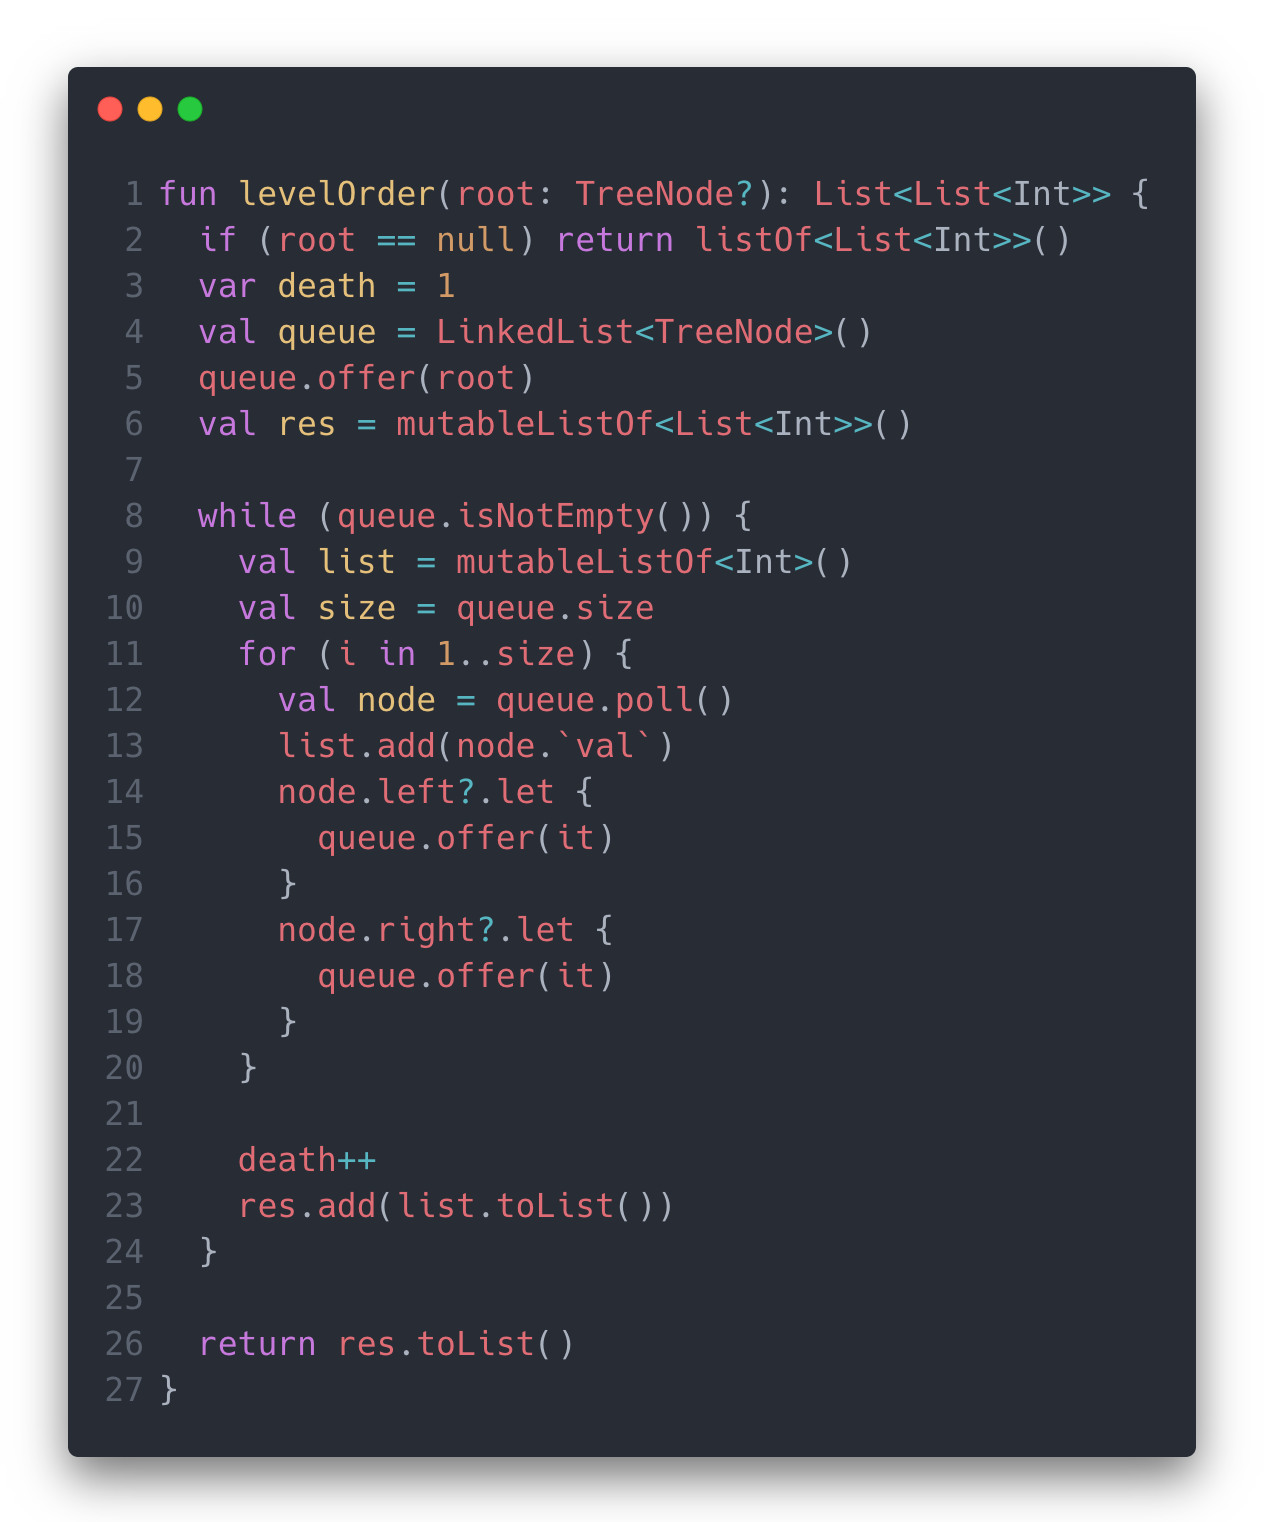 1 fun levelOrder(root: TreeNode?): List<List<Int>> {
2   if (root == null) return listOf<List<Int>>()
3   var death = 1
4   val queue = LinkedList<TreeNode>()
5   queue.offer(root)
6   val res = mutableListOf<List<Int>>()
7
8   while (queue.isNotEmpty()) {
9     val list = mutableListOf<Int>()
10     val size = queue.size
11     for (i in 1..size) {
12       val node = queue.poll()
13       list.add(node.`val`)
14       node.left?.let {
15         queue.offer(it)
16       }
17       node.right?.let {
18         queue.offer(it)
19       }
20     }
21
22     death++
23     res.add(list.toList())
24   }
25
26   return res.toList()
27 }